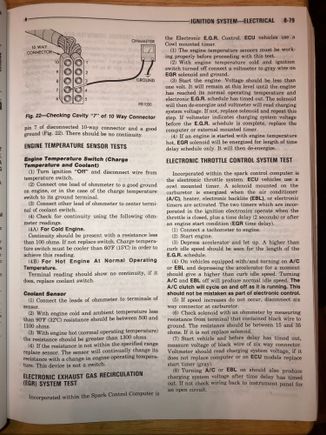 IGNITION SYSTEM—ELECTRICAL 8-79
OHMMETER
10 WAY
CONNECTOR
GROUND
PR1100
Fig. 22—Checking Cavity "7" of 10 Way Connector
pin 7 of disconnected 10-way connector and a good
ground (Fig. 22). There should be no continuity.
ENGINE TEMPERATURE SENSOR TESTS
Engine Temperature Switch (Charge
Temperature and Coolant)
(1) Turn ignition "Off" and disconnect wire from
temperature switch.
(2) Connect one lead of ohmmeter to a good ground
on engine, or in the case of the charge temperature
switch to its ground terminal.
(3) Connect other lead of ohmmeter to center termi-
nal of coolant switch.
(4) Check for continuity using the following ohm-
meter readings.
(4A) For Cold Engine.
Continuity should be present with a resistance less
than 100 ohms. If not replace switch. Charge tempera-
ture switch must be cooler than 60°F (15°C) in order to
achieve this reading.
(4B) For Hot Engine At Normal Operating
Temperature.
Terminal reading should show no continuity, if it
does, replace coolant switch.
Coolant Sensor
(1) Connect the leads of ohmmeter to terminals of
sensor.
(2) With engine cold and ambient temperature less
than 90°F (32°C) resistance should be between 500 and
1100 ohms.
(3) With engine hot (normal operating temperature)
the resistance should be greater than 1300 ohms.
(4) If the resistance is not within the specified range
replace sensor. The sensor will continually change its
resistance with a change in engine operating tempera-
ture. This device is not a switch.
ELECTRONIC EXHAUST GAS RECIRCULATION
(EGR) SYSTEM TEST
Incorporated within the Spark Control Computer is
the Electronic E.G.R. Control. ECU vehicles use a
Cowl mounted timer.
(1) The engine temperature sensors must be work-
ing properly before proceeding with this test.
(2) With engine temperature cold and ignition
switch turned off connect a voltmeter to gray wire on
EGR solenoid and ground.
(3) Start the engine. Voltage should be less than
one volt. It will remain at this level until the engine
has reached its normal operating temperature and
electronic E.G.R. schedule has timed out. The solenoid
will then de-energize and voltmeter will read charging
system voltage. If not, replace solenoid and repeat this
step. If voltmeter indicates charging system voltage
before the E.G.R. schedule is complete, replace the
computer or external mounted timer.
(4) If an engine is started with engine temperature
hot, EGR solenoid will be energized for length of time
delay schedule only. It will then de-energize.
ELECTRONIC THROTTLE CONTROL SYSTEM TEST
Incorporated within the spark control computer is
the electronic throttle system. ECU vehicles use a
cowl mounted timer. A solenoid mounted on the
carburetor is energized when the air conditioner
(A/C), heater, electronic backlite (EBL), or electronic
timers are activated. The two timers which are incor-
porated in the ignition electronics operate when the
throttle is closed, plus a time delay (2 seconds) or after
an engine start condition (EGR time delay).
(1) Connect a tachometer to engine.
(2) Start engine.
(3) Depress accelerator and let up. A higher than
curb idle speed should be seen for the length of the
E.G.R. schedule.
(4) On vehicles equipped with/and turning on A/C
or EBL and depressing the accelerator for a moment
should give a higher than curb idle speed. Turning
A/C and EBL off will produce normal idle speed. The
A/C clutch will cycle on and off as it is running. This
should not be mistaken as part of electronic control.
(5) If speed increases do not occur, disconnect six
way connector at carburetor.
(6) Check solenoid with an ohmmeter by measuring
resistance from terminal that contained black wire to
ground. The resistance should be between 15 and 35
ohms. If it is not replace solenoid.
(7) Start vehicle and before delay has timed out,
measure voltage of black wire of six way connector.
Voltmeter should read charging system voltage, if it
does not replace computer or on ECU module replace
start timer (gray).
(8) Turning A/C or EBL on should also produce
charging system voltage after time delay has timed
out. If not check wiring back to instrument panel for
an open circuit.